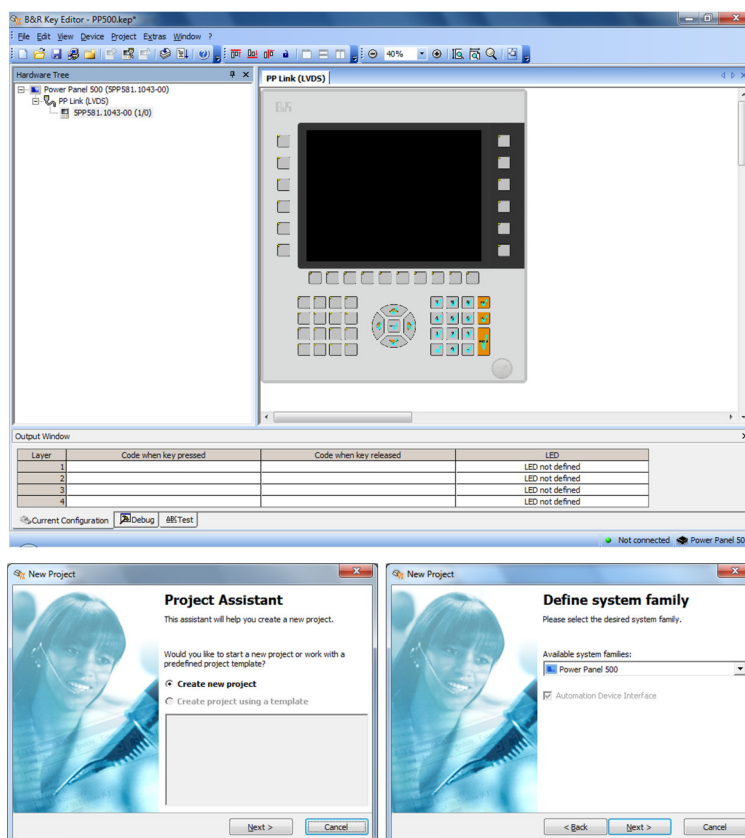 B&R Key Editor - PP500.kep*
File Edit View Device Project Extras Window ?
40%
Hardware Tree
PP Link (LVDS)
Power Panel 500 (5PP581.1043-00)
PP Link (LVDS)
5PP581.1043-00 (1/0)
B&R
Output Window
Layer Code when key pressed Code when key released LED
1 LED not defined
2 LED not defined
3 LED not defined
4 LED not defined
Current Configuration Debug Test
Not connected Power Panel 50
New Project
Project Assistant
This assistant will help you create a new project.
Would you like to start a new project or work with a
predefined project template?
Create new project
Create project using a template
Next > Cancel
New Project
Define system family
Please select the desired system family.
Available system families:
Power Panel 500
Automation Device Interface
< Back Next > Cancel